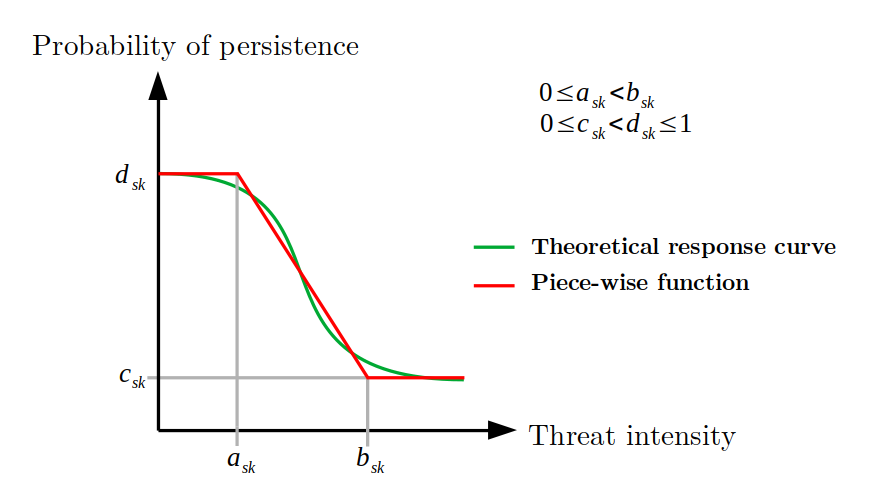 Probability of persistence
0≤a_sk<b_sk
0≤c_sk<d_sk≤1
d_sk
Theoretical response curve
Piece-wise function
c_sk
Threat intensity
a_sk
b_sk